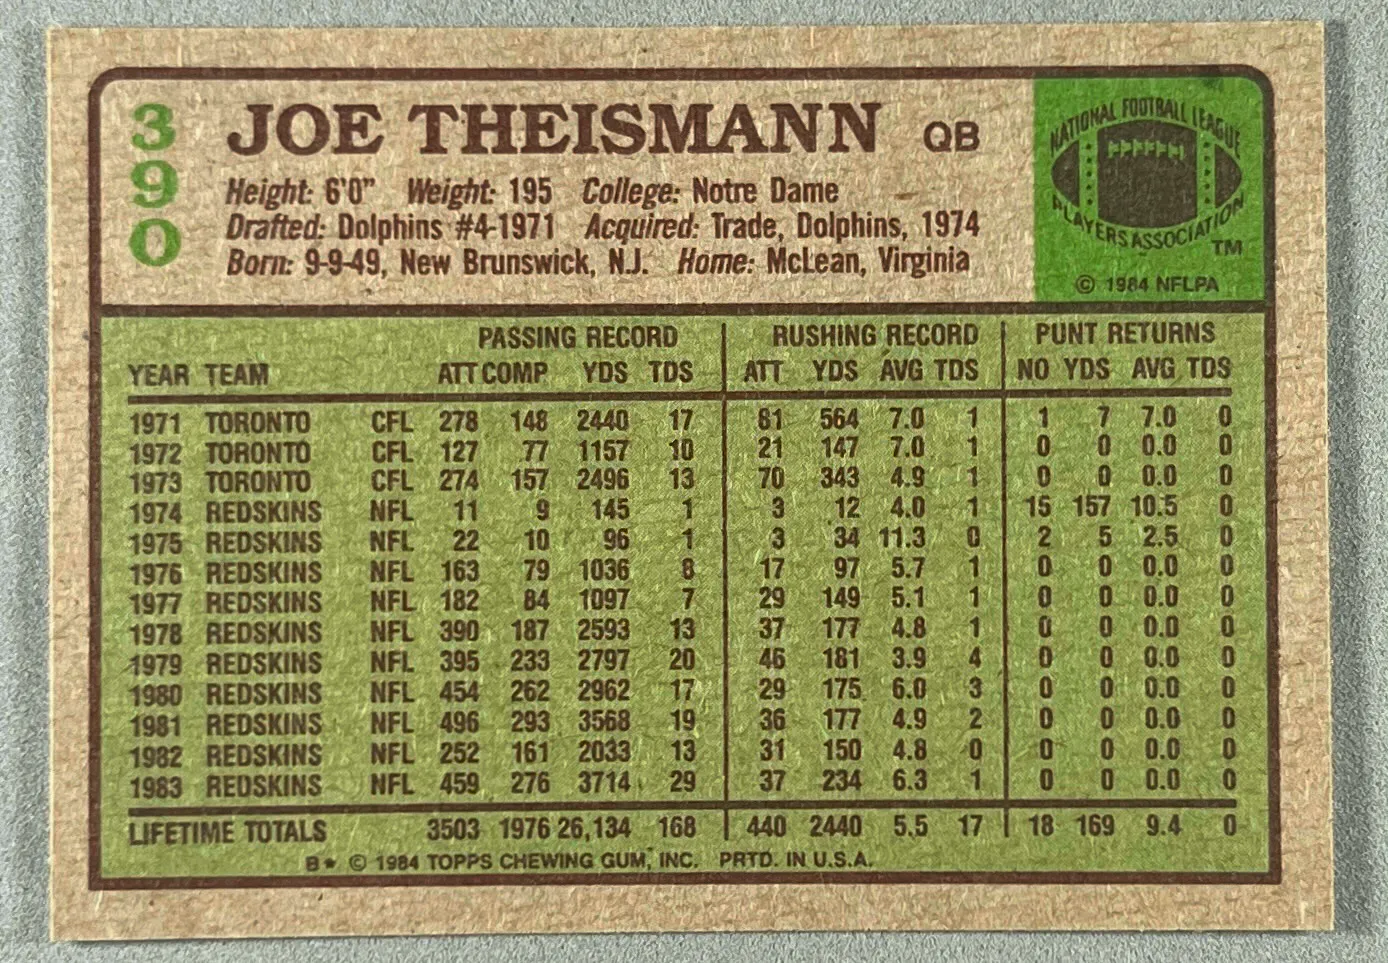 390
JOE THEISMANN QB
Height: 6'0" Weight: 195 College: Notre Dame
Drafted: Dolphins #4-1971 Acquired: Trade, Dolphins, 1974
Born: 9-9-49, New Brunswick, N.J. Home: McLean, Virginia
NATIONAL FOOTBALL LEAGUE
PLAYERS ASSOCIATION TM
© 1984 NFLPA
PASSING RECORD RUSHING RECORD PUNT RETURNS
YEAR TEAM ATT COMP YDS TDS ATT YDS AVG TDS NO YDS AVG TDS
1971 TORONTO CFL 278 148 2440 17 81 564 7.0 1 1 7 7.0 0
1972 TORONTO CFL 127 77 1157 10 21 147 7.0 1 0 0 0.0 0
1973 TORONTO CFL 274 157 2496 13 70 343 4.9 1 0 0 0.0 0
1974 REDSKINS NFL 11 9 145 1 3 12 4.0 1 15 157 10.5 0
1975 REDSKINS NFL 22 10 96 1 3 34 11.3 0 2 5 2.5 0
1976 REDSKINS NFL 163 79 1036 8 17 97 5.7 1 0 0 0.0 0
1977 REDSKINS NFL 182 84 1097 7 29 149 5.1 1 0 0 0.0 0
1978 REDSKINS NFL 390 187 2593 13 37 177 4.8 1 0 0 0.0 0
1979 REDSKINS NFL 395 233 2797 20 46 181 3.9 4 0 0 0.0 0
1980 REDSKINS NFL 454 262 2962 17 29 175 6.0 3 0 0 0.0 0
1981 REDSKINS NFL 496 293 3568 19 36 177 4.9 2 0 0 0.0 0
1982 REDSKINS NFL 252 161 2033 13 31 150 4.8 0 0 0 0.0 0
1983 REDSKINS NFL 459 276 3714 29 37 234 6.3 1 0 0 0.0 0
LIFETIME TOTALS 3503 1976 26,134 168 440 2440 5.5 17 18 169 9.4 0
B★ © 1984 TOPPS CHEWING GUM, INC. PRTD. IN U.S.A.